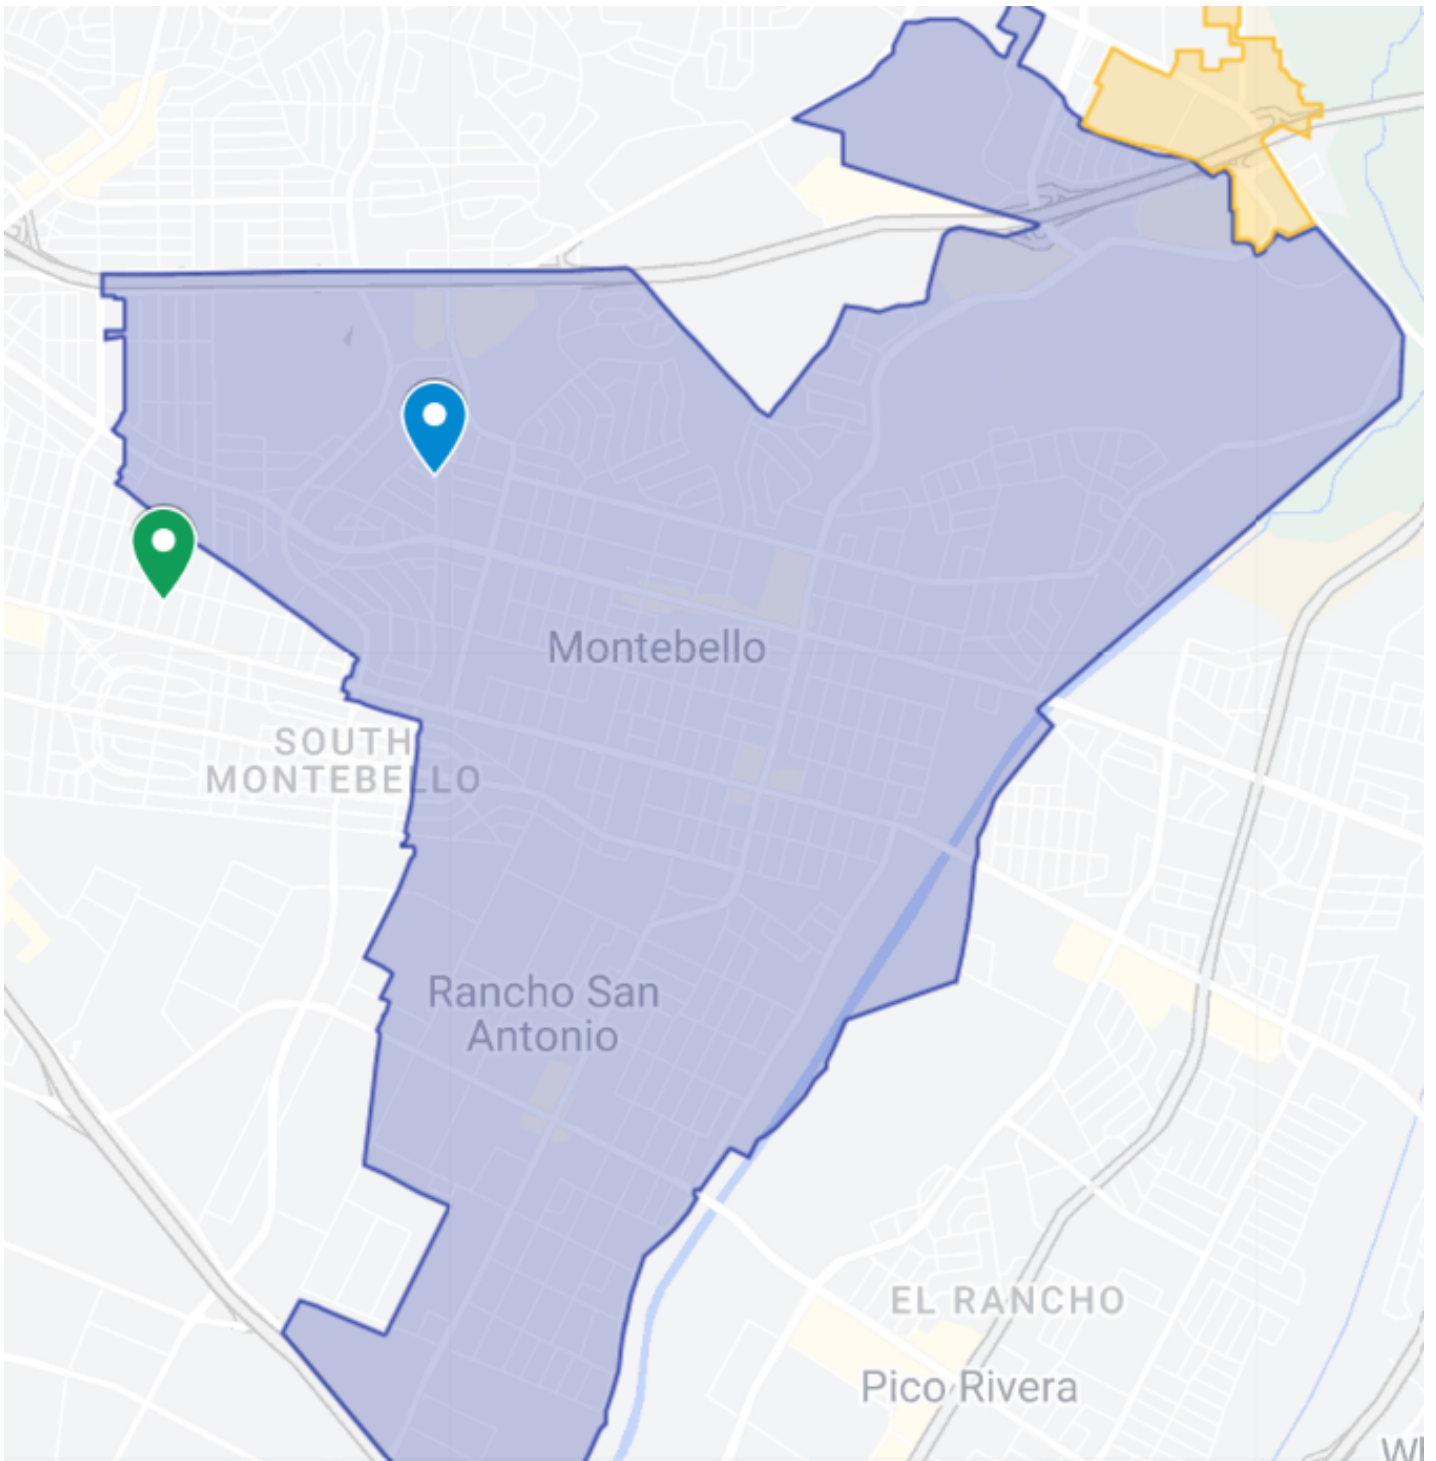 Montebello
SOUTH
MONTEBELLO
Rancho San
Antonio
EL RANCHO
Pico Rivera